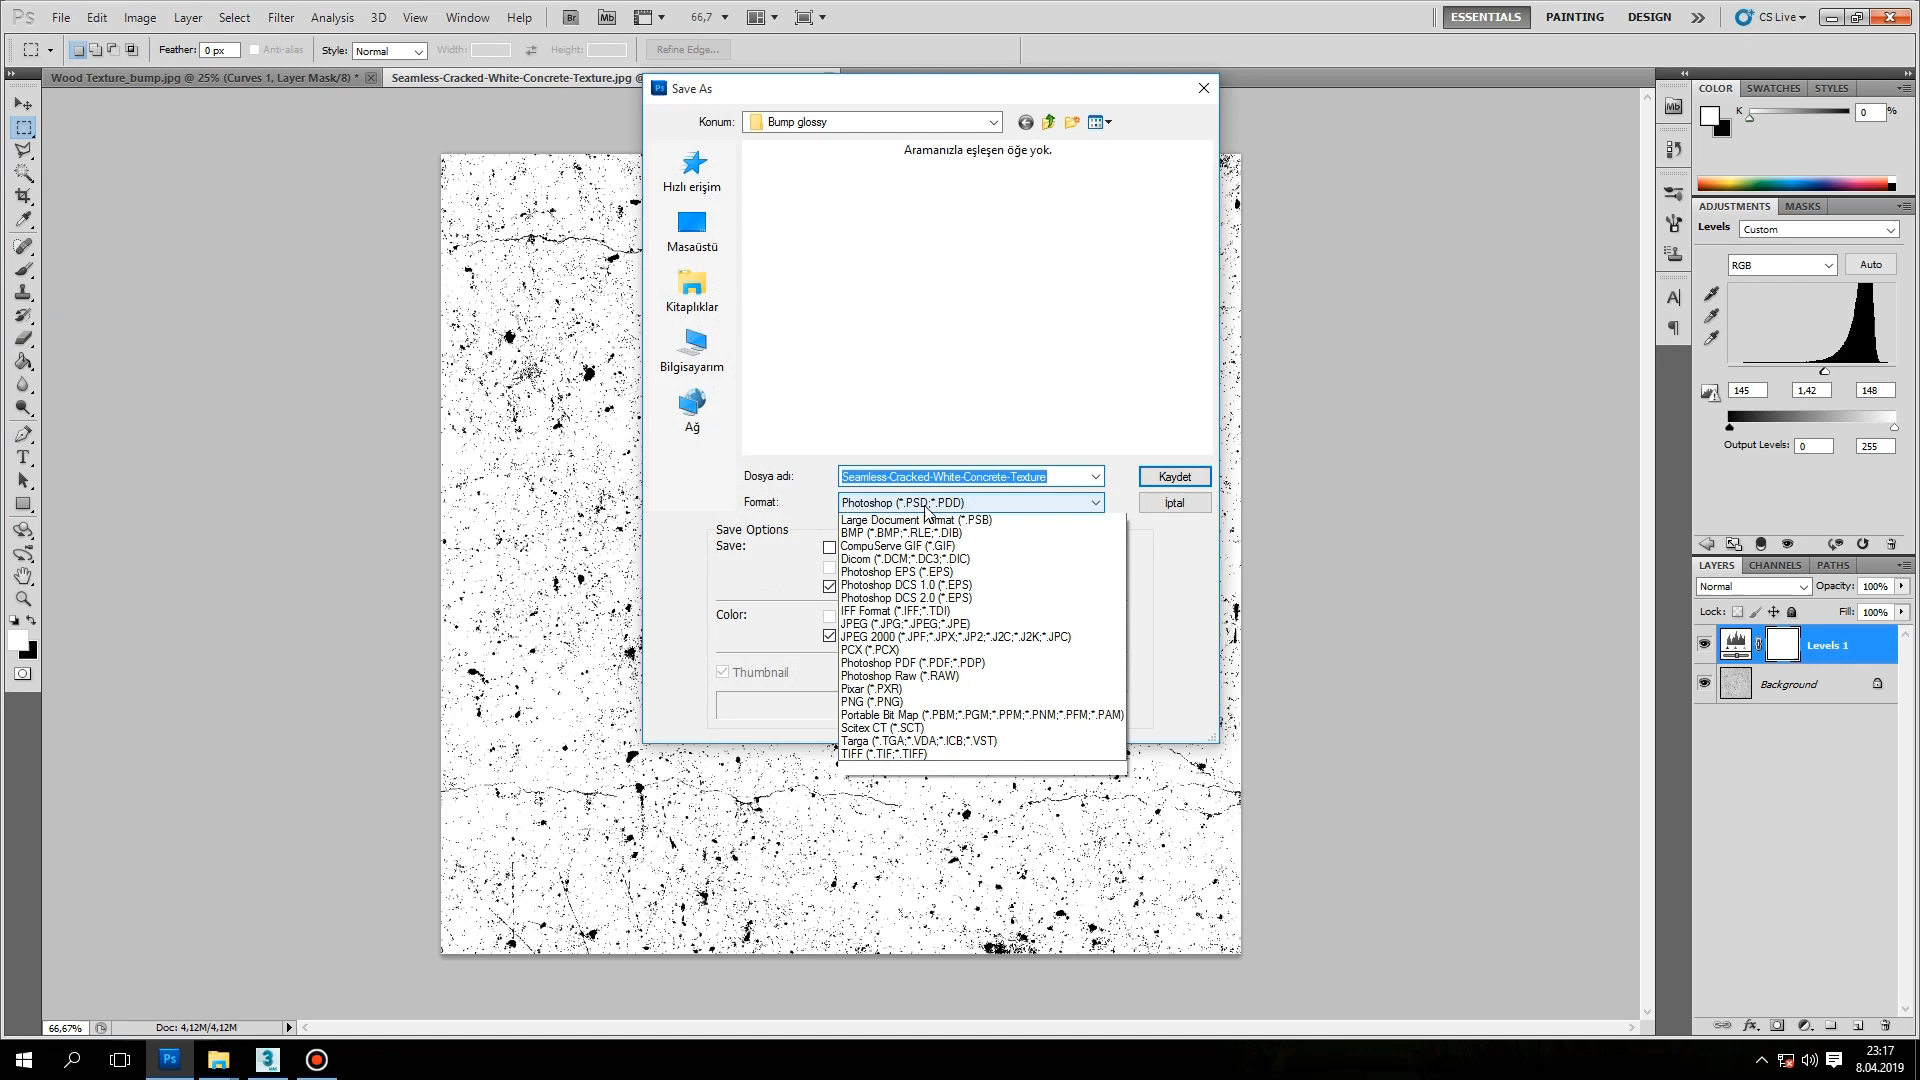 Ps File Edit Image Layer Select Filter Analysis 3D View Window Help Br Mb 66,7 ESSENTIALS PAINTING DESIGN CS Live
Feather: 0 px Anti-alias Style: Normal Width: Height: Refine Edge...
Wood Texture_bump.jpg @ 25% (Curves 1, Layer Mask/8) * Seamless-Cracked-White-Concrete-Texture.jpg @
Ps Save As
Konum: Bump glossy
Aramanızla eşleşen öğe yok.
Hızlı erişim
Masaüstü
Kitaplıklar
Bilgisayarım
Ağ
Dosya adı: Seamless-Cracked-White-Concrete-Texture Kaydet
Format: Photoshop (*.PSD;*.PDD) İptal
Save Options
Save:
Color:
Thumbnail
Large Document Format (*.PSB)
BMP (*.BMP;*.RLE;*.DIB)
CompuServe GIF (*.GIF)
Dicom (*.DCM;*.DC3;*.DIC)
Photoshop EPS (*.EPS)
Photoshop DCS 1.0 (*.EPS)
Photoshop DCS 2.0 (*.EPS)
IFF Format (*.IFF;*.TDI)
JPEG (*.JPG;*.JPEG;*.JPE)
JPEG 2000 (*.JPF;*.JPX;*.JP2;*.J2C;*.J2K;*.JPC)
PCX (*.PCX)
Photoshop PDF (*.PDF;*.PDP)
Photoshop Raw (*.RAW)
Pixar (*.PXR)
PNG (*.PNG)
Portable Bit Map (*.PBM;*.PGM;*.PPM;*.PNM;*.PFM;*.PAM)
Scitex CT (*.SCT)
Targa (*.TGA;*.VDA;*.ICB;*.VST)
TIFF (*.TIF;*.TIFF)
COLOR SWATCHES STYLES
Mb
K 0 %
ADJUSTMENTS MASKS
Levels Custom
RGB Auto
145 1,42 148
Output Levels: 0 255
LAYERS CHANNELS PATHS
Normal Opacity: 100%
Lock: Fill: 100%
Levels 1
Background
66,67% Doc: 4,12M/4,12M
Ps 3
23:17
8.04.2019